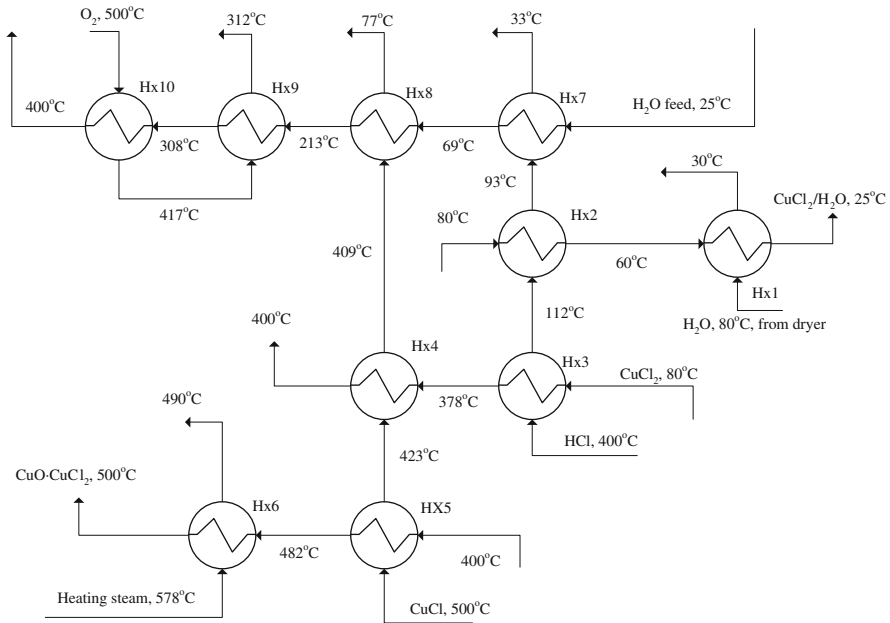 O₂, 500°C
312°C
77°C
33°C
Hx10
Hx9
Hx8
Hx7
400°C
308°C
213°C
69°C
H₂O feed, 25°C
417°C
93°C
30°C
80°C
Hx2
CuCl₂/H₂O, 25°C
409°C
60°C
Hx1
112°C
H₂O, 80°C, from dryer
400°C
Hx4
Hx3
CuCl₂, 80°C
378°C
490°C
HCl, 400°C
423°C
CuO·CuCl₂, 500°C
Hx6
HX5
482°C
400°C
Heating steam, 578°C
CuCl, 500°C